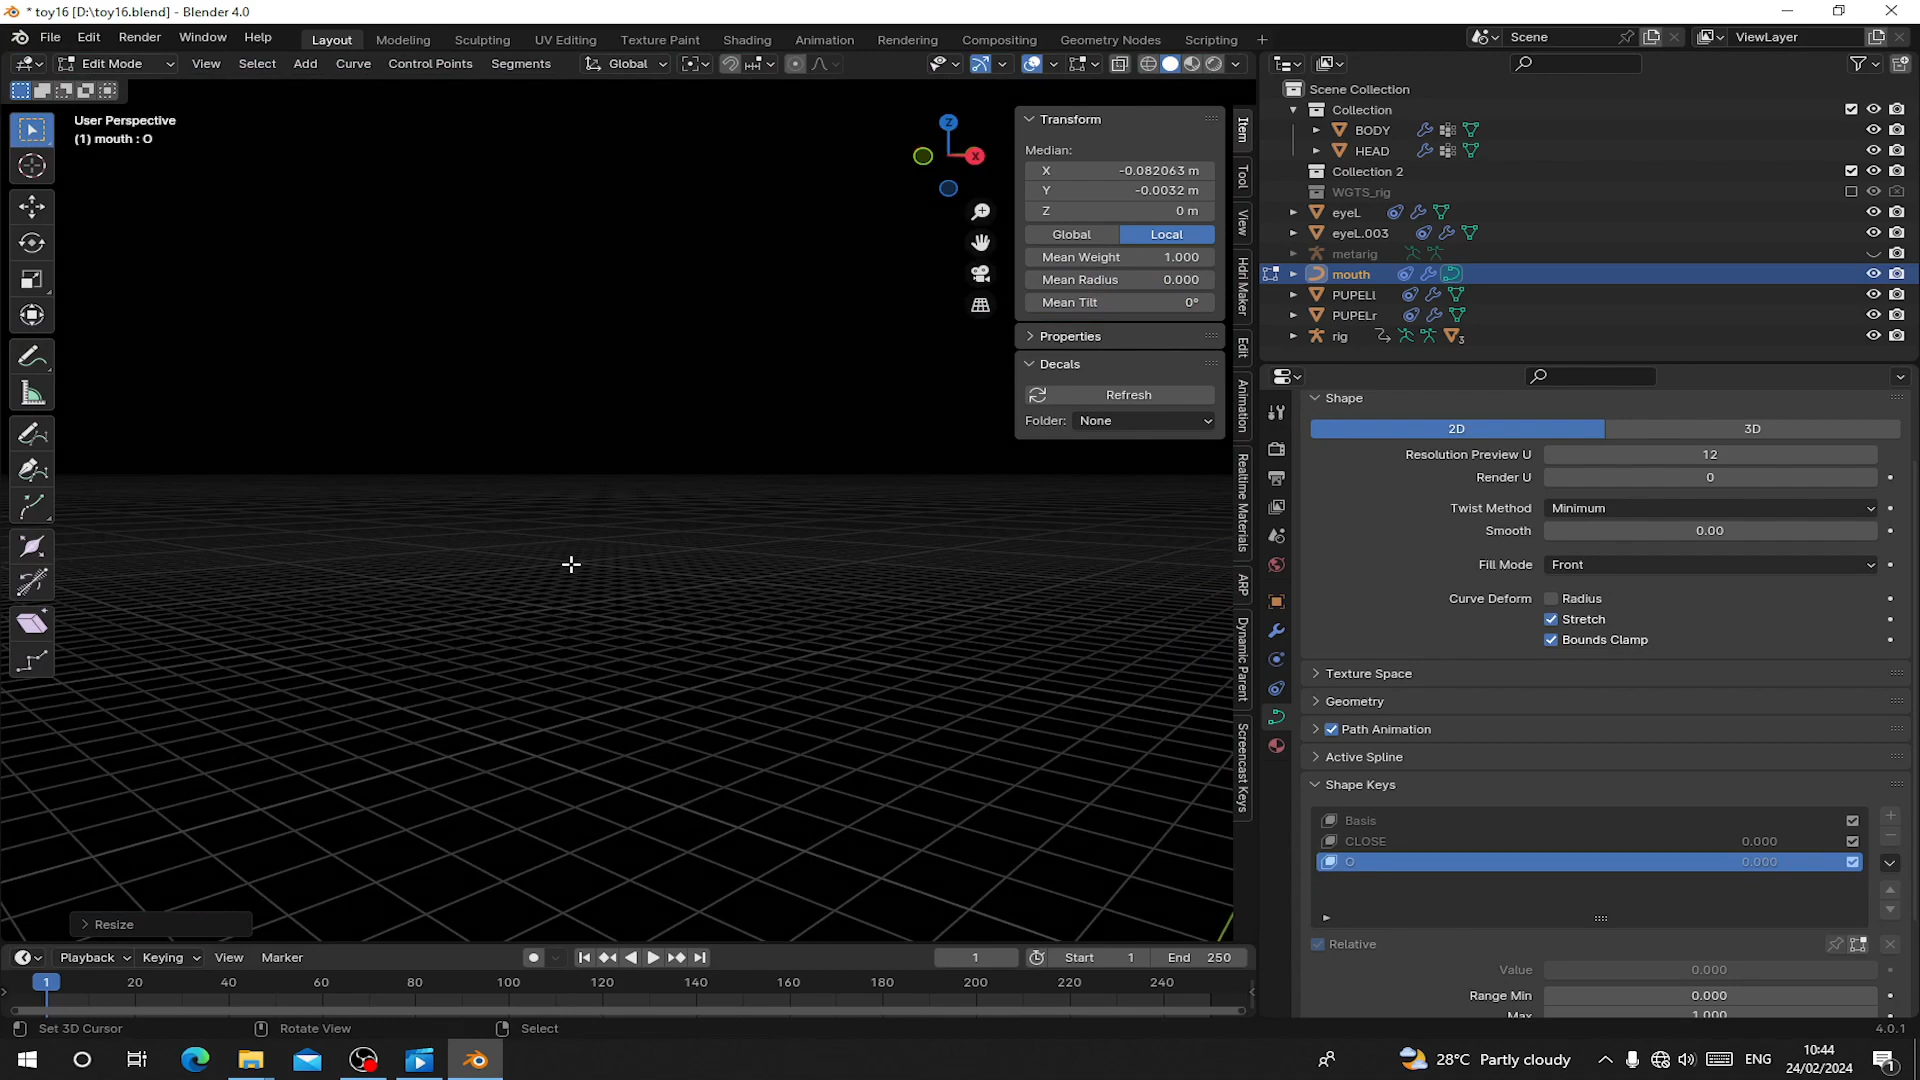 * toy16 [D:\toy16.blend] - Blender 4.0
File Edit Render Window Help Layout Modeling Sculpting UV Editing Texture Paint Shading Animation Rendering Compositing Geometry Nodes Scripting + Scene ViewLayer
Edit Mode View Select Add Curve Control Points Segments Global
User Perspective
(1) mouth : O
Z
X
Transform
Median:
X -0.082063 m
Y -0.0032 m
Z 0 m
Global Local
Mean Weight 1.000
Mean Radius 0.000
Mean Tilt 0°
Properties
Decals
Refresh
Folder: None
Item
Tool
View
Hdri Maker
Edit
Animation
Realtime Materials
ARP
Dynamic Parent
Screencast Keys
Scene Collection
Collection
BODY
HEAD
Collection 2
WGTS_rig
eyeL
eyeL.003
metarig
mouth
PUPELl
PUPELr
rig 3
Shape
2D 3D
Resolution Preview U 12
Render U 0
Twist Method Minimum
Smooth 0.00
Fill Mode Front
Curve Deform Radius
Stretch
Bounds Clamp
Texture Space
Geometry
Path Animation
Active Spline
Shape Keys
Basis
CLOSE 0.000
O 0.000
Relative
Value 0.000
Range Min 0.000
Max 1.000
Resize
Playback Keying View Marker 1 Start 1 End 250
1 20 40 60 80 100 120 140 160 180 200 220 240
Set 3D Cursor Rotate View Select 4.0.1
28°C Partly cloudy ENG 10:44
24/02/2024 1